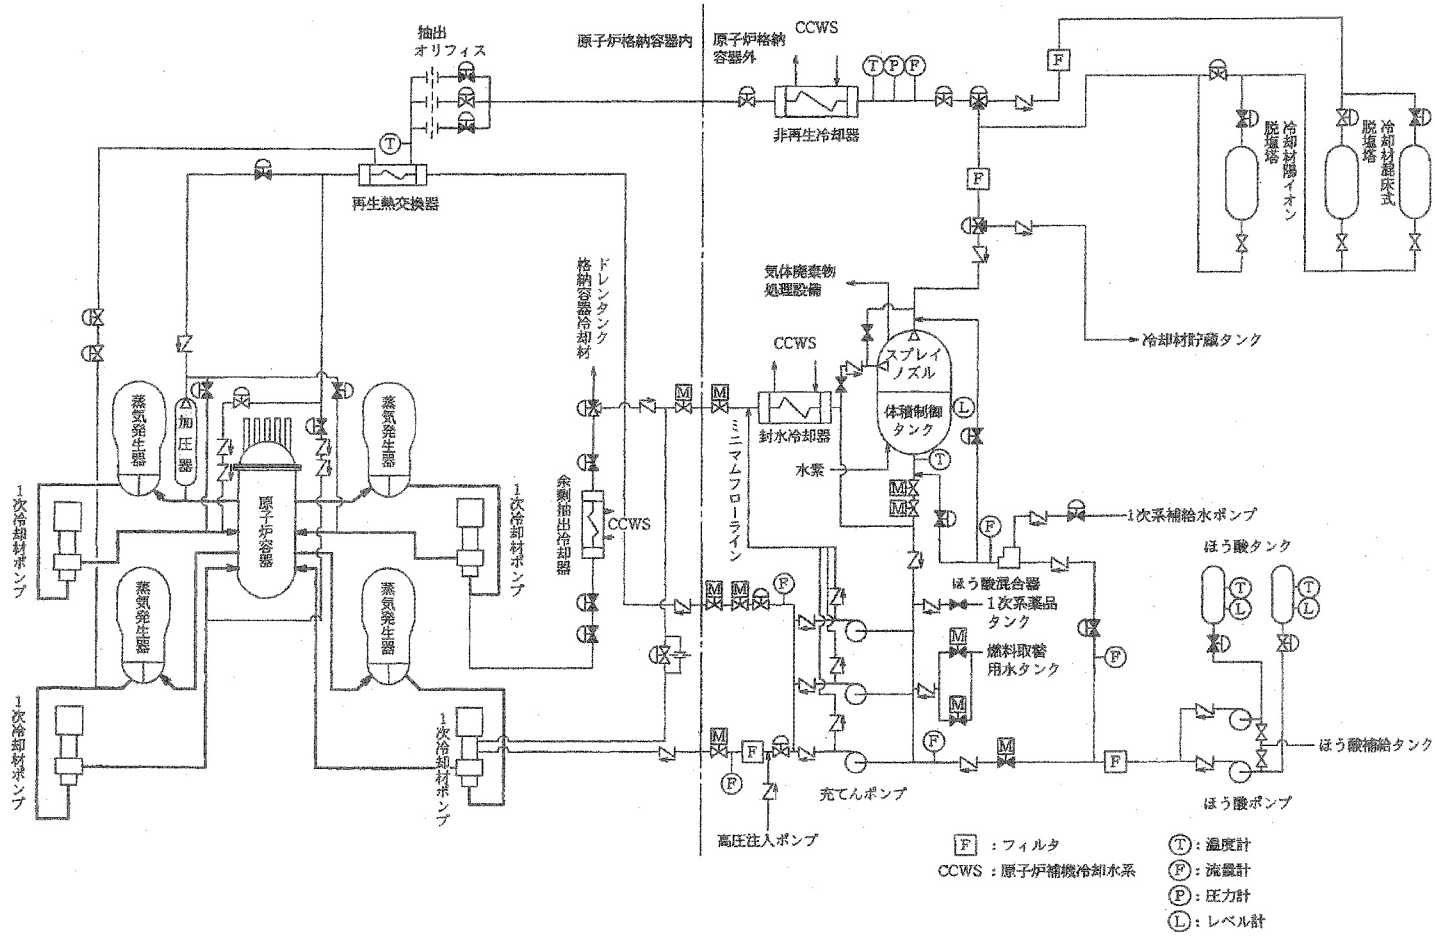 抽出
オリフィス
原子炉格納容器内
原子炉格納
容器外
CCWS
T
P
F
F
非再生冷却器
T
再生熱交換器
F
冷却材陽イオン
脱塩塔
冷却材混床式
脱塩塔
気体廃棄物
処理設備
冷却材貯蔵タンク
ドレンタンク
格納容器冷却材
CCWS
M
M
封水冷却器
スプレイ
ノズル
体積制御
タンク
L
T
水素
ミニマムフローライン
蒸気発生器
加圧器
原子炉容器
蒸気発生器
1次冷却材ポンプ
1次冷却材ポンプ
余剰抽出冷却器
CCWS
M
M
F
1次系補給水ポンプ
ほう酸タンク
ほう酸混合器
1次系薬品
タンク
T
L
T
L
蒸気発生器
蒸気発生器
M
M
F
M
燃料取替
用水タンク
M
F
1次冷却材ポンプ
1次冷却材ポンプ
M
F
F
F
M
F
ほう酸補給タンク
充てんポンプ
ほう酸ポンプ
高圧注入ポンプ
F：フィルタ
CCWS：原子炉補機冷却水系
T：温度計
F：流量計
P：圧力計
L：レベル計